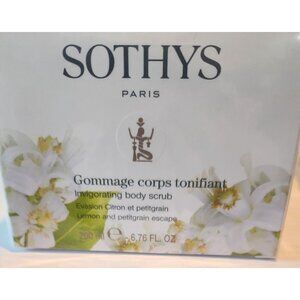 SOTHYS
PARIS
Gommage corps tonifiant
Invigorating body scrub
Evasion Citron et petitgrain
Lemon and petitgrain escape
200 ml ℮ 6,76 FL. OZ